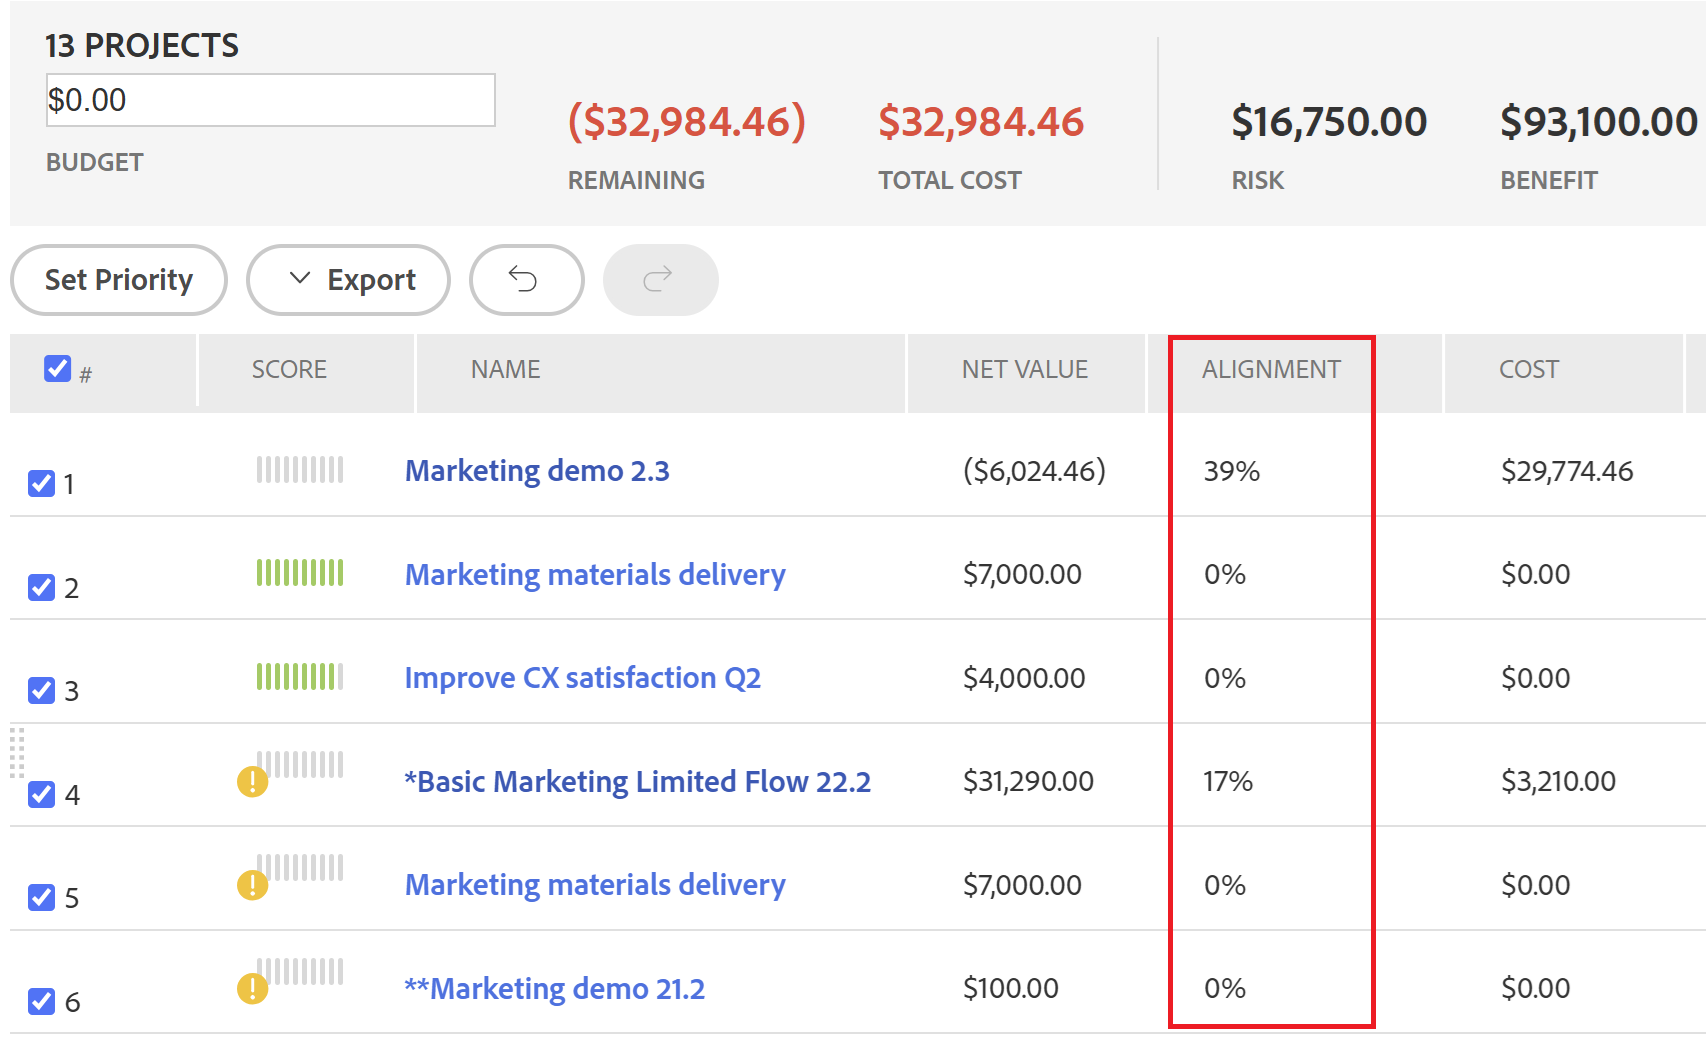 13 PROJECTS
$0.00
BUDGET
($32,984.46)
REMAINING
$32,984.46
TOTAL COST
$16,750.00
RISK
$93,100.00
BENEFIT
Set Priority
Export
# SCORE NAME NET VALUE ALIGNMENT COST
1 Marketing demo 2.3 ($6,024.46) 39% $29,774.46
2 Marketing materials delivery $7,000.00 0% $0.00
3 Improve CX satisfaction Q2 $4,000.00 0% $0.00
4 *Basic Marketing Limited Flow 22.2 $31,290.00 17% $3,210.00
5 Marketing materials delivery $7,000.00 0% $0.00
6 **Marketing demo 21.2 $100.00 0% $0.00